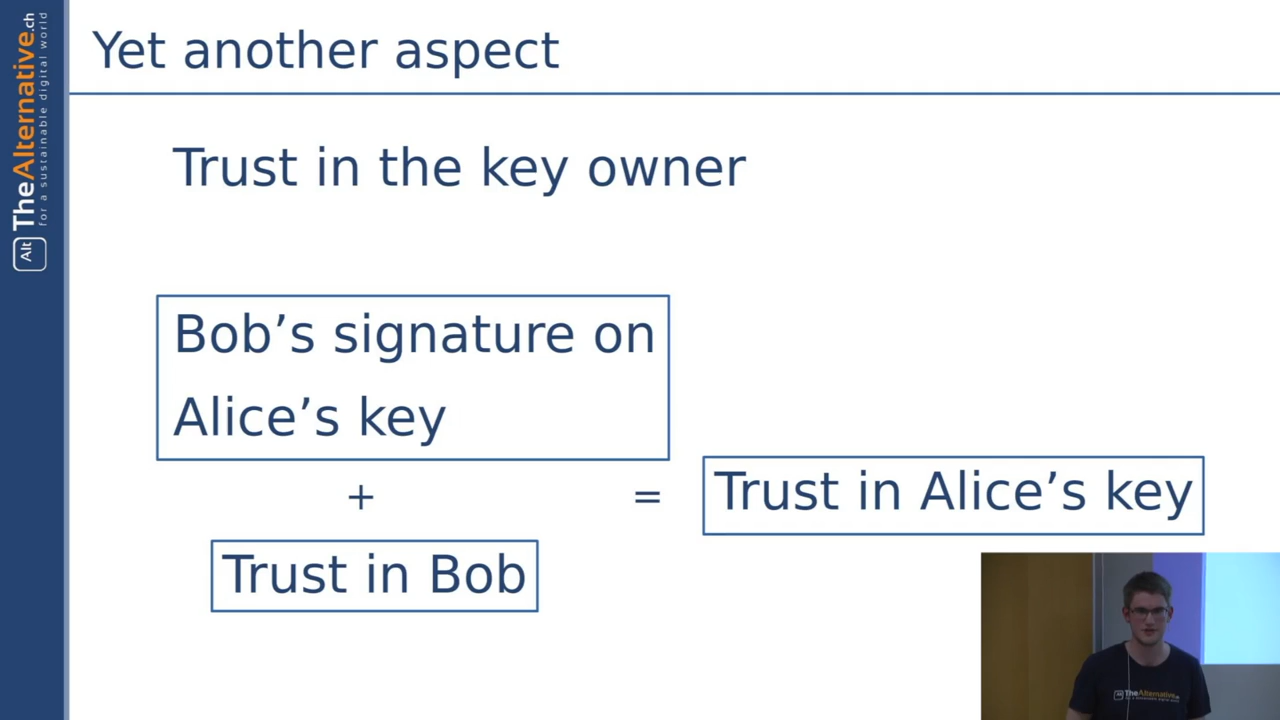 Yet another aspect
Trust in the key owner
Bob’s signature on
Alice’s key
+
=
Trust in Alice’s key
Trust in Bob
Alt
TheAlternative.ch
for a sustainable digital world
TheAlternative